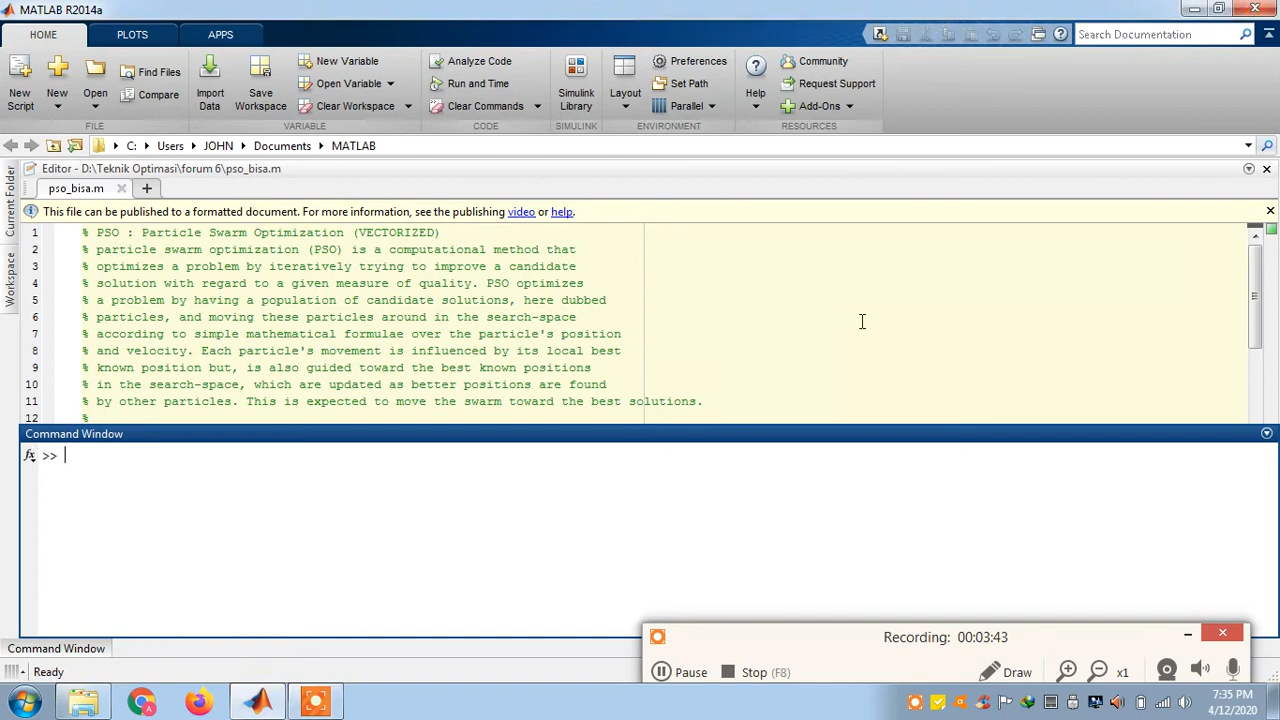 MATLAB R2014a
HOME PLOTS APPS Search Documentation
New Script New Open Find Files Compare Import Data Save Workspace New Variable Open Variable Clear Workspace Analyze Code Run and Time Clear Commands Simulink Library Layout Preferences Set Path Parallel Help Community Request Support Add-Ons
FILE VARIABLE CODE SIMULINK ENVIRONMENT RESOURCES
C: Users JOHN Documents MATLAB
Current Folder
Workspace
Editor - D:\Teknik Optimasi\forum 6\pso_bisa.m
pso_bisa.m
This file can be published to a formatted document. For more information, see the publishing video or help.
1 % PSO : Particle Swarm Optimization (VECTORIZED)
2 % particle swarm optimization (PSO) is a computational method that
3 % optimizes a problem by iteratively trying to improve a candidate
4 % solution with regard to a given measure of quality. PSO optimizes
5 % a problem by having a population of candidate solutions, here dubbed
6 % particles, and moving these particles around in the search-space
7 % according to simple mathematical formulae over the particle's position
8 % and velocity. Each particle's movement is influenced by its local best
9 % known position but, is also guided toward the best known positions
10 % in the search-space, which are updated as better positions are found
11 % by other particles. This is expected to move the swarm toward the best solutions.
12 %
Command Window
fx >>
Recording: 00:03:43
Pause Stop (F8) Draw x1
Command Window
Ready
7:35 PM
4/12/2020